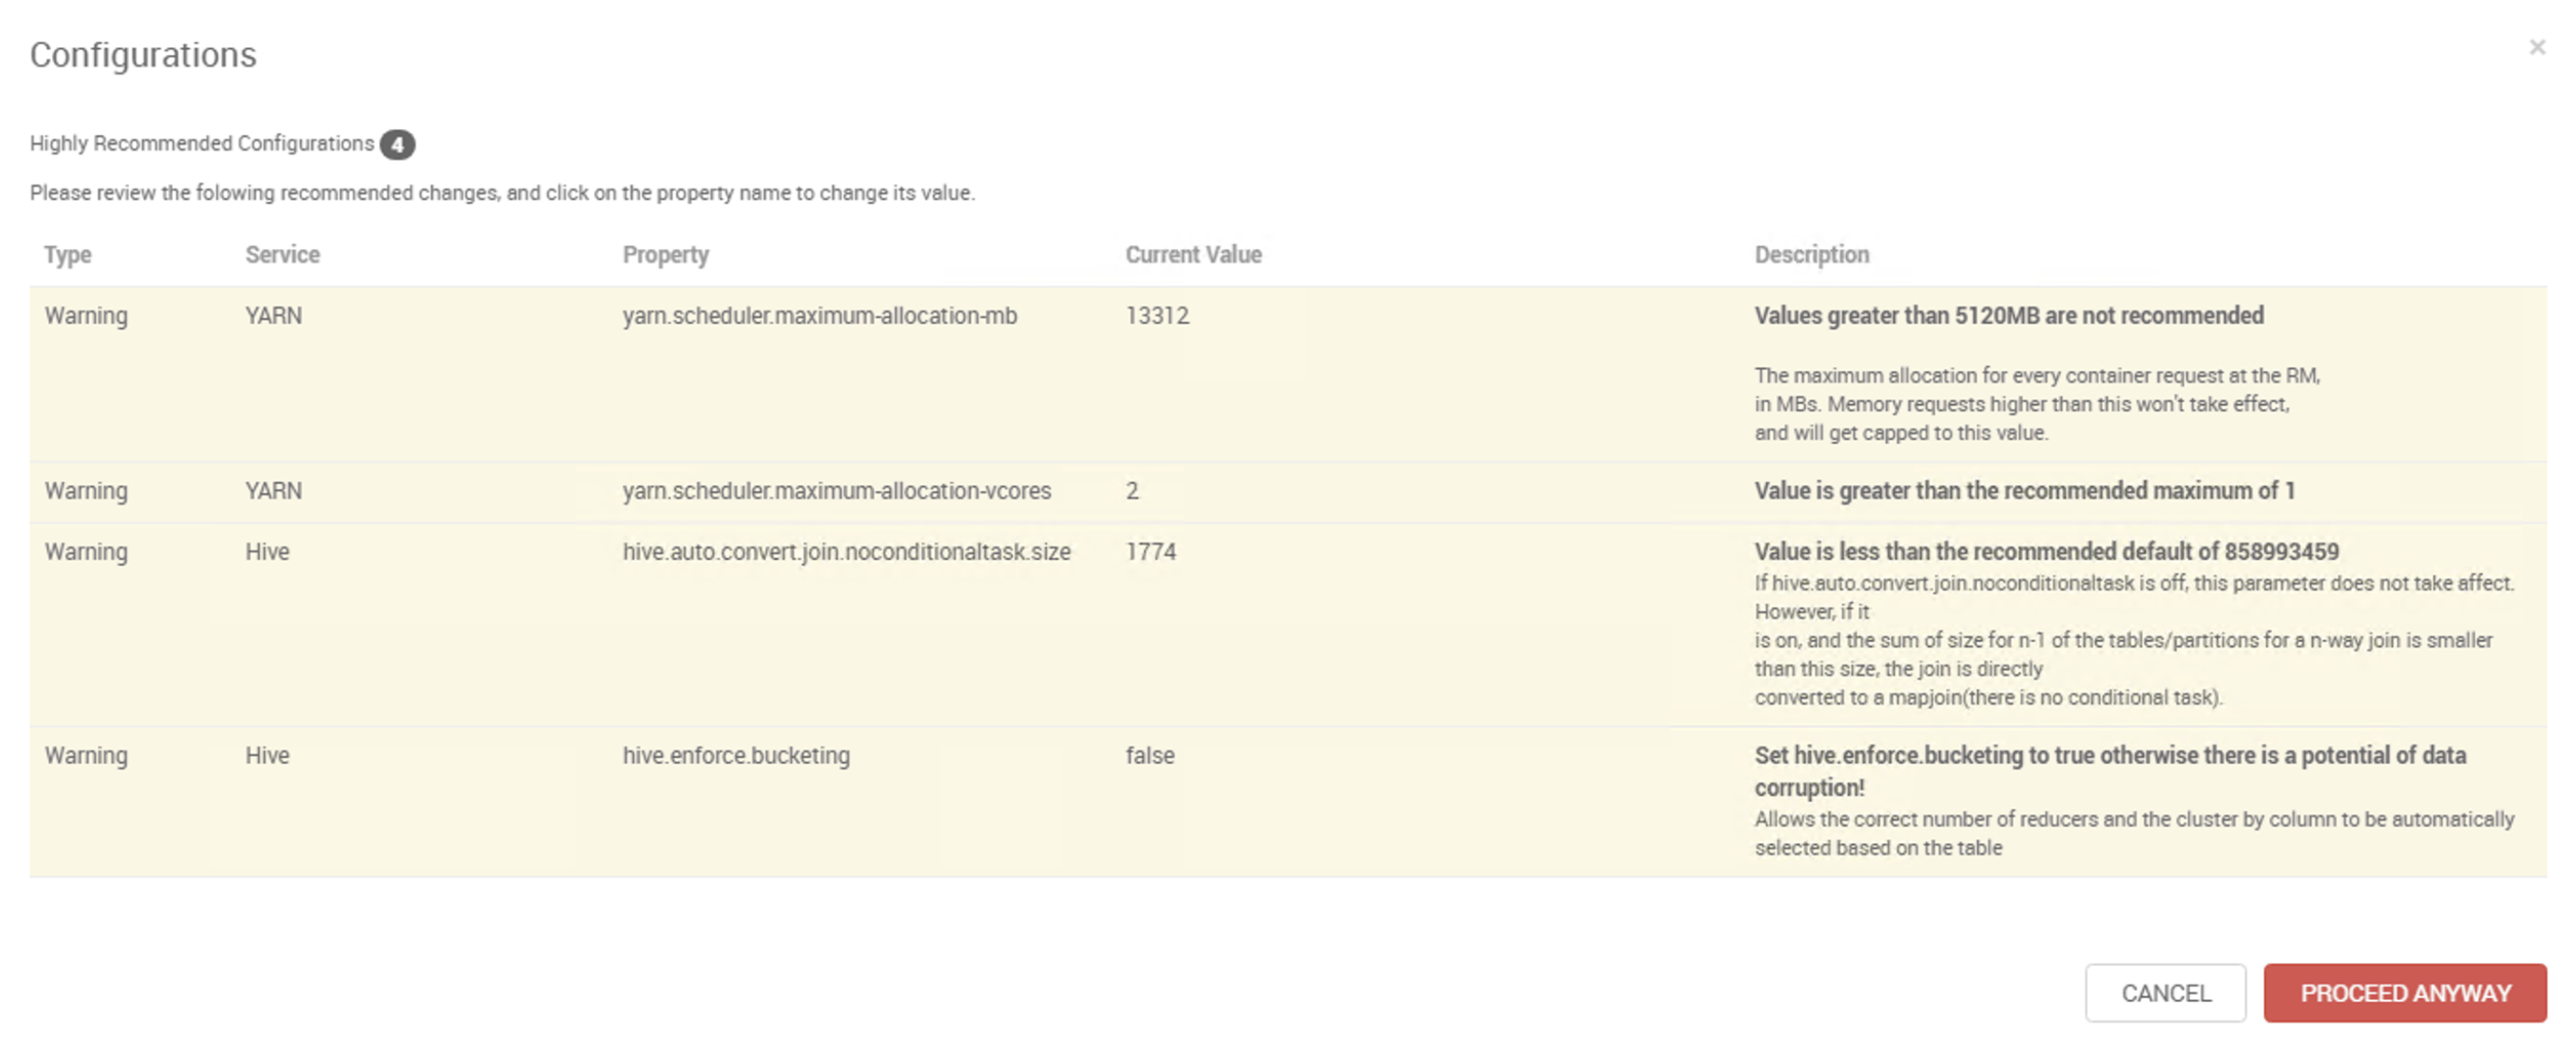 Configurations
×
Highly Recommended Configurations 4
Please review the folowing recommended changes, and click on the property name to change its value.
Type Service Property Current Value Description
Warning YARN yarn.scheduler.maximum-allocation-mb 13312 Values greater than 5120MB are not recommended
The maximum allocation for every container request at the RM,
in MBs. Memory requests higher than this won't take effect,
and will get capped to this value.
Warning YARN yarn.scheduler.maximum-allocation-vcores 2 Value is greater than the recommended maximum of 1
Warning Hive hive.auto.convert.join.noconditionaltask.size 1774 Value is less than the recommended default of 858993459
If hive.auto.convert.join.noconditionaltask is off, this parameter does not take affect.
However, if it
is on, and the sum of size for n-1 of the tables/partitions for a n-way join is smaller
than this size, the join is directly
converted to a mapjoin(there is no conditional task).
Warning Hive hive.enforce.bucketing false Set hive.enforce.bucketing to true otherwise there is a potential of data
corruption!
Allows the correct number of reducers and the cluster by column to be automatically
selected based on the table
CANCEL PROCEED ANYWAY